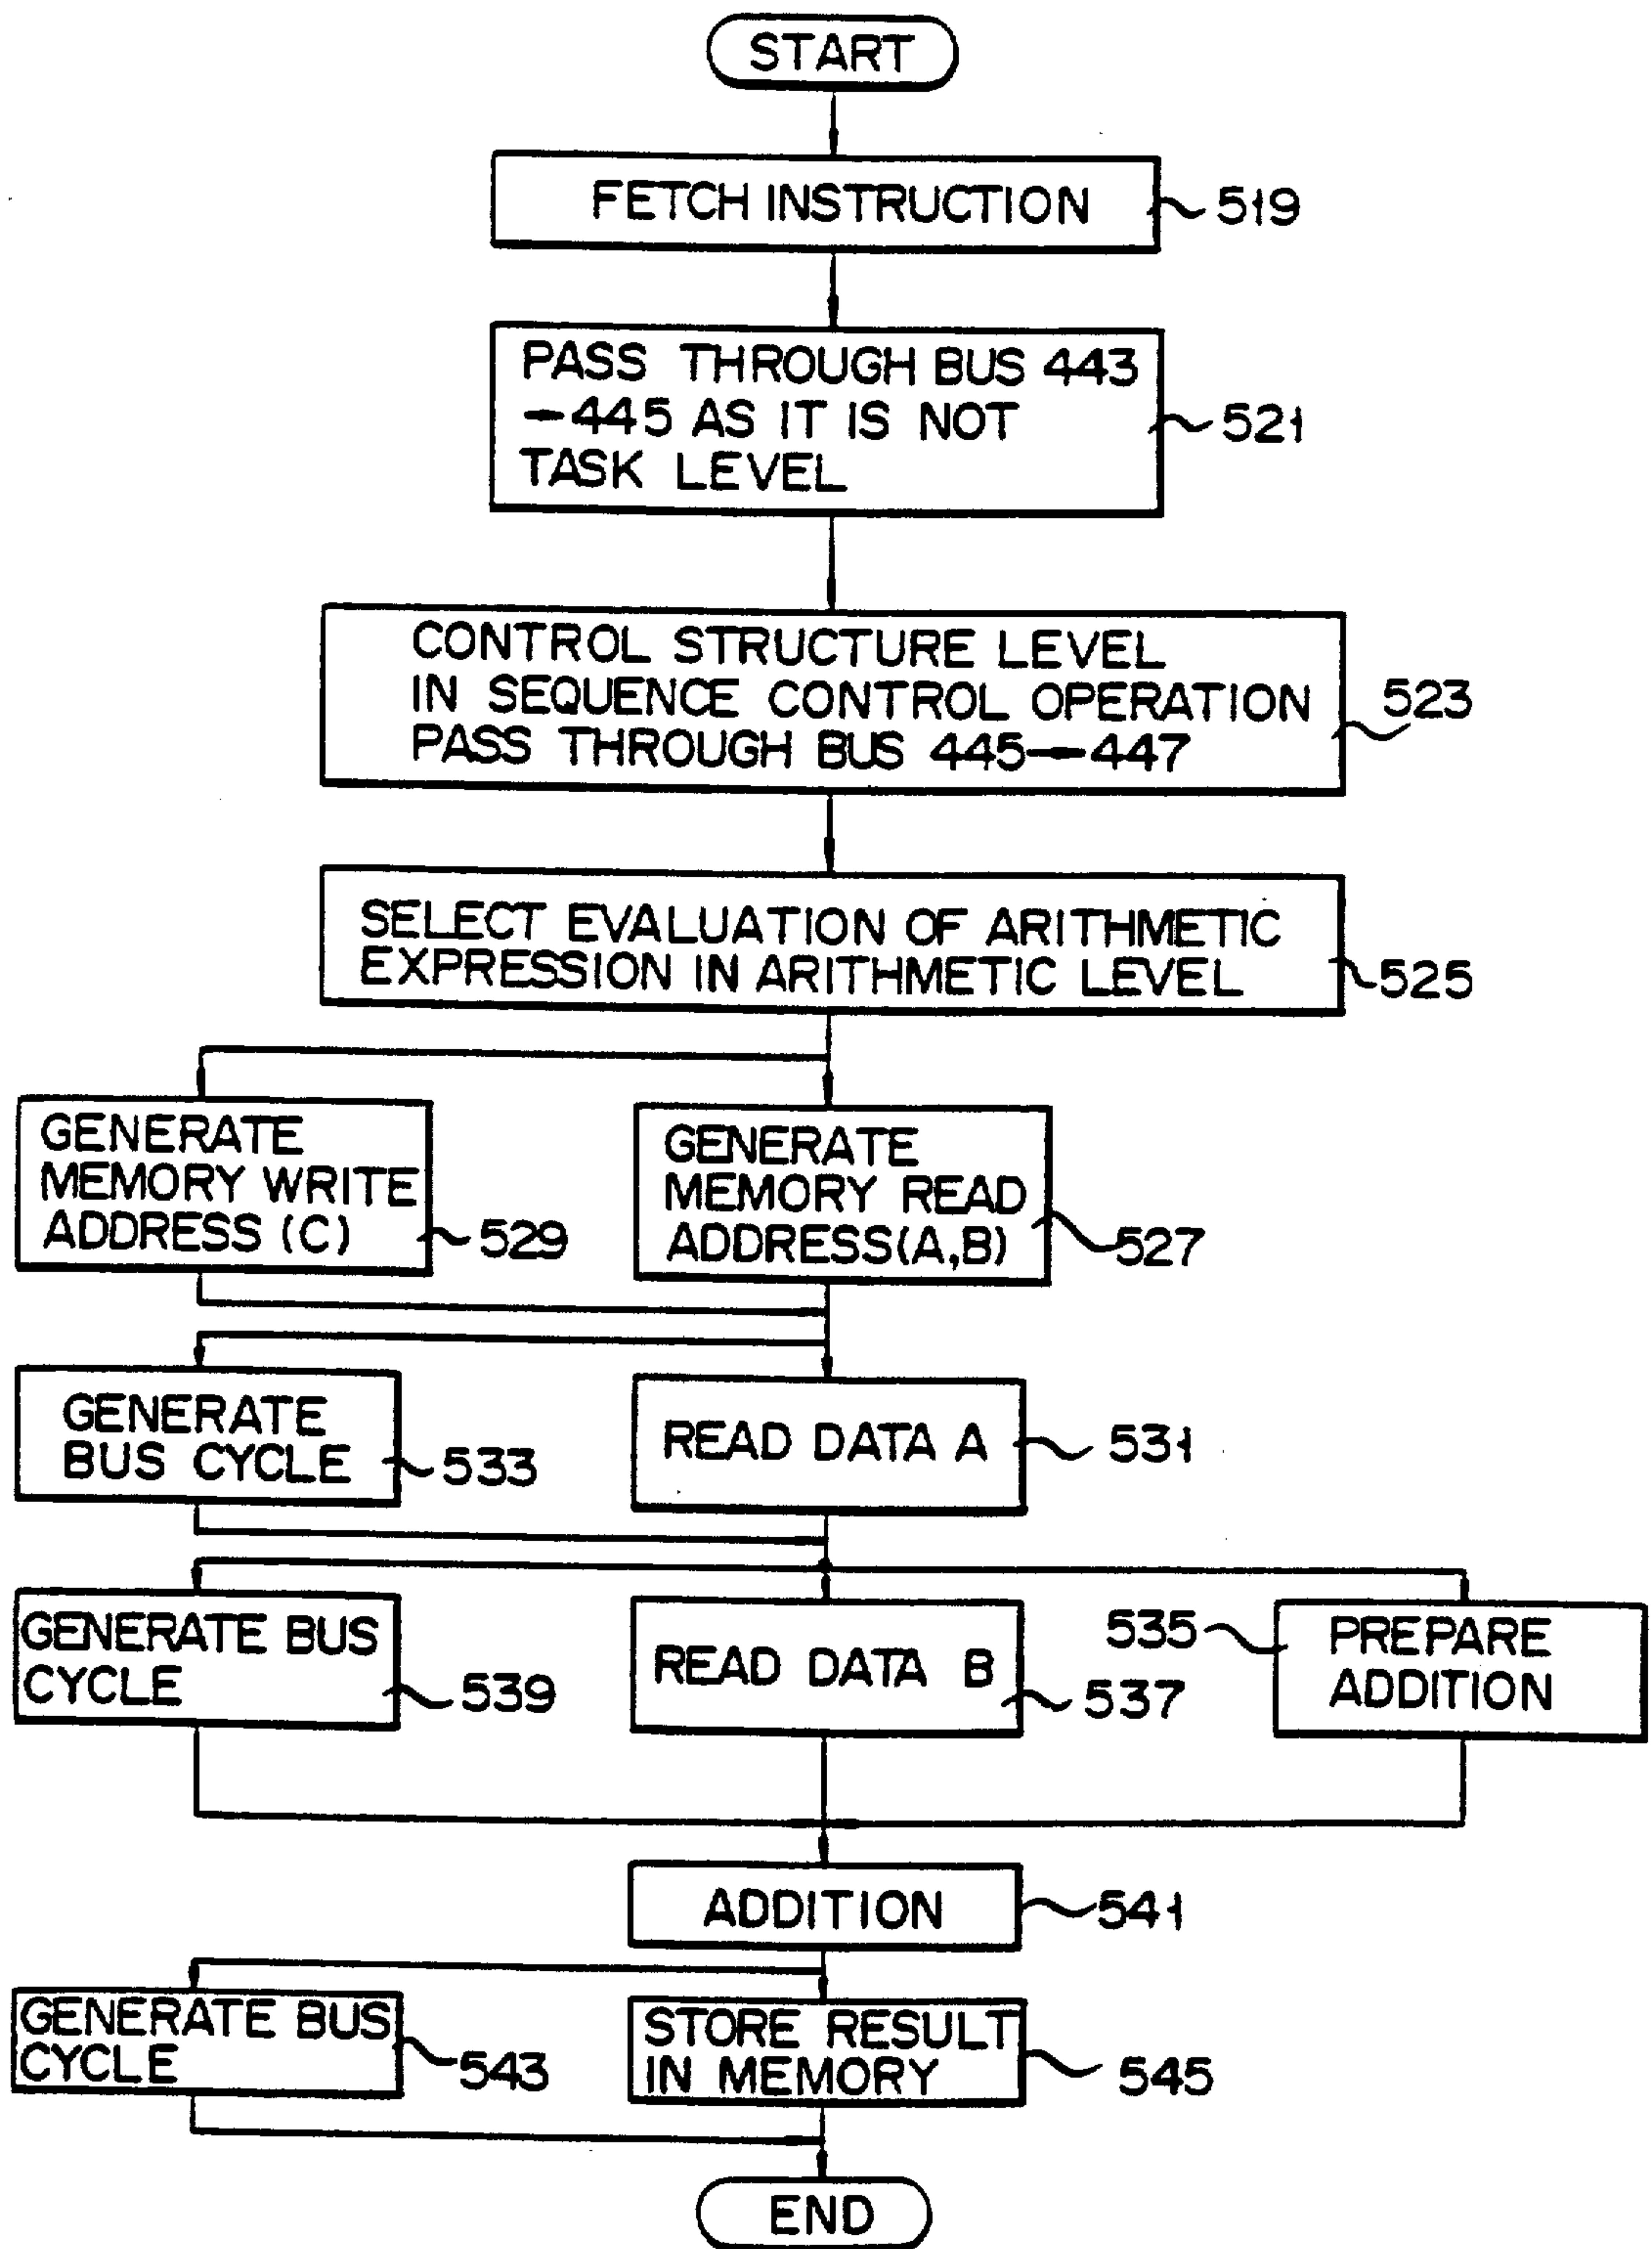 START
FETCH INSTRUCTION
519
PASS THROUGH BUS 443
→445 AS IT IS NOT
TASK LEVEL
521
CONTROL STRUCTURE LEVEL
IN SEQUENCE CONTROL OPERATION
PASS THROUGH BUS 445→447
523
SELECT EVALUATION OF ARITHMETIC
EXPRESSION IN ARITHMETIC LEVEL
525
GENERATE
MEMORY WRITE
ADDRESS (C)
529
GENERATE
MEMORY READ
ADDRESS(A,B)
527
GENERATE
BUS CYCLE
533
READ DATA A
531
GENERATE BUS
CYCLE
539
READ DATA B
537
535
PREPARE
ADDITION
ADDITION
541
GENERATE BUS
CYCLE
543
STORE RESULT
IN MEMORY
545
END